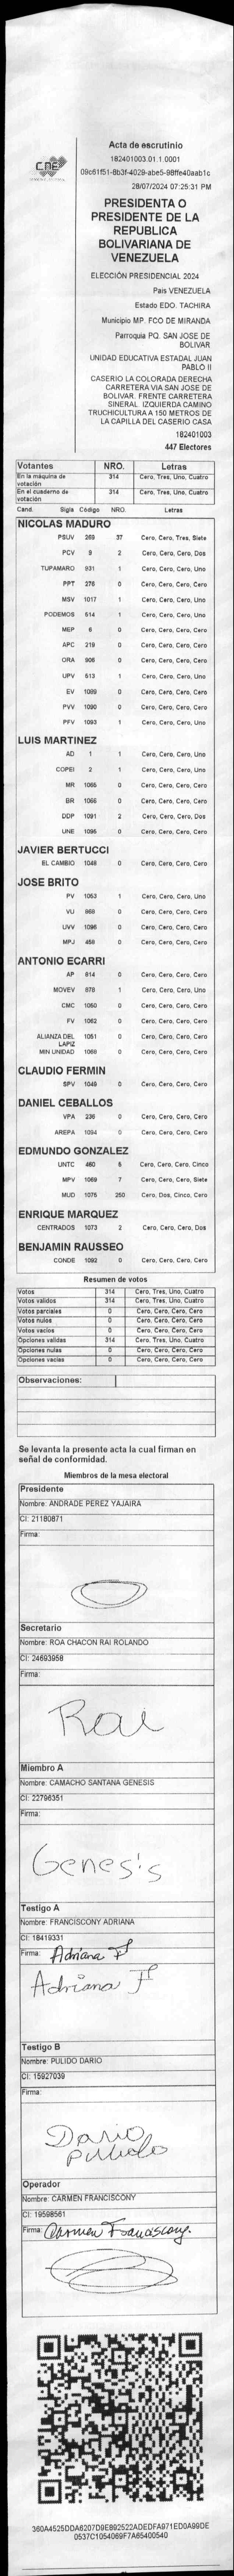 CNE
Acta de escrutinio
182401003.01.1.0001
09c61f51-8b3f-4029-abe5-98ffe40aab1c
28/07/2024 07:25:31 PM
PRESIDENTA O
PRESIDENTE DE LA
REPUBLICA
BOLIVARIANA DE
VENEZUELA
ELECCIÓN PRESIDENCIAL 2024
Pais VENEZUELA
Estado EDO. TACHIRA
Municipio MP. FCO DE MIRANDA
Parroquia PQ. SAN JOSE DE
BOLIVAR
UNIDAD EDUCATIVA ESTADAL JUAN
PABLO II
CASERIO LA COLORADA DERECHA
CARRETERA VIA SAN JOSE DE
BOLIVAR. FRENTE CARRETERA
SINERAL. IZQUIERDA CAMINO
TRUCHICULTURA A 150 METROS DE
LA CAPILLA DEL CASERIO CASA
182401003
447 Electores
Votantes NRO. Letras
En la máquina de
votación 314 Cero, Tres, Uno, Cuatro
En el cuaderno de
votación 314 Cero, Tres, Uno, Cuatro
Cand. Sigla Código NRO. Letras
NICOLAS MADURO
PSUV 269 37 Cero, Cero, Tres, Siete
PCV 9 2 Cero, Cero, Cero, Dos
TUPAMARO 931 1 Cero, Cero, Cero, Uno
PPT 276 0 Cero, Cero, Cero, Cero
MSV 1017 1 Cero, Cero, Cero, Uno
PODEMOS 514 1 Cero, Cero, Cero, Uno
MEP 6 0 Cero, Cero, Cero, Cero
APC 219 0 Cero, Cero, Cero, Cero
ORA 906 0 Cero, Cero, Cero, Cero
UPV 513 1 Cero, Cero, Cero, Uno
EV 1089 0 Cero, Cero, Cero, Cero
PVV 1090 0 Cero, Cero, Cero, Cero
PFV 1093 1 Cero, Cero, Cero, Uno
LUIS MARTINEZ
AD 1 1 Cero, Cero, Cero, Uno
COPEI 2 1 Cero, Cero, Cero, Uno
MR 1065 0 Cero, Cero, Cero, Cero
BR 1066 0 Cero, Cero, Cero, Cero
DDP 1091 2 Cero, Cero, Cero, Dos
UNE 1095 0 Cero, Cero, Cero, Cero
JAVIER BERTUCCI
EL CAMBIO 1048 0 Cero, Cero, Cero, Cero
JOSE BRITO
PV 1053 1 Cero, Cero, Cero, Uno
VU 868 0 Cero, Cero, Cero, Cero
UVV 1096 0 Cero, Cero, Cero, Cero
MPJ 458 0 Cero, Cero, Cero, Cero
ANTONIO ECARRI
AP 814 0 Cero, Cero, Cero, Cero
MOVEV 878 1 Cero, Cero, Cero, Uno
CMC 1050 0 Cero, Cero, Cero, Cero
FV 1062 0 Cero, Cero, Cero, Cero
ALIANZA DEL
LAPIZ 1051 0 Cero, Cero, Cero, Cero
MIN UNIDAD 1068 0 Cero, Cero, Cero, Cero
CLAUDIO FERMIN
SPV 1049 0 Cero, Cero, Cero, Cero
DANIEL CEBALLOS
VPA 236 0 Cero, Cero, Cero, Cero
AREPA 1094 0 Cero, Cero, Cero, Cero
EDMUNDO GONZALEZ
UNTC 460 5 Cero, Cero, Cero, Cinco
MPV 1069 7 Cero, Cero, Cero, Siete
MUD 1075 250 Cero, Dos, Cinco, Cero
ENRIQUE MARQUEZ
CENTRADOS 1073 2 Cero, Cero, Cero, Dos
BENJAMIN RAUSSEO
CONDE 1092 0 Cero, Cero, Cero, Cero
Resumen de votos
Votos 314 Cero, Tres, Uno, Cuatro
Votos validos 314 Cero, Tres, Uno, Cuatro
Votos parciales 0 Cero, Cero, Cero, Cero
Votos nulos 0 Cero, Cero, Cero, Cero
Votos vacios 0 Cero, Cero, Cero, Cero
Opciones validas 314 Cero, Tres, Uno, Cuatro
Opciones nulas 0 Cero, Cero, Cero, Cero
Opciones vacias 0 Cero, Cero, Cero, Cero
Observaciones:
Se levanta la presente acta la cual firman en
señal de conformidad.
Miembros de la mesa electoral
Presidente
Nombre: ANDRADE PEREZ YAJAIRA
CI: 21180871
Firma:
Secretario
Nombre: ROA CHACON RAI ROLANDO
CI: 24693958
Firma:
Rai
Miembro A
Nombre: CAMACHO SANTANA GENESIS
CI: 22796351
Firma:
Genesis
Testigo A
Nombre: FRANCISCONY ADRIANA
CI: 18419331
Firma: Adriana F
Adriana F
Testigo B
Nombre: PULIDO DARIO
CI: 15927039
Firma:
Dario
Pulido
Operador
Nombre: CARMEN FRANCISCONY
CI: 19598561
Firma: Carmen Franciscony.
360A4525DDA6207D9E892522ADEDFA971ED0A99DE
0537C1054069F7A65400540